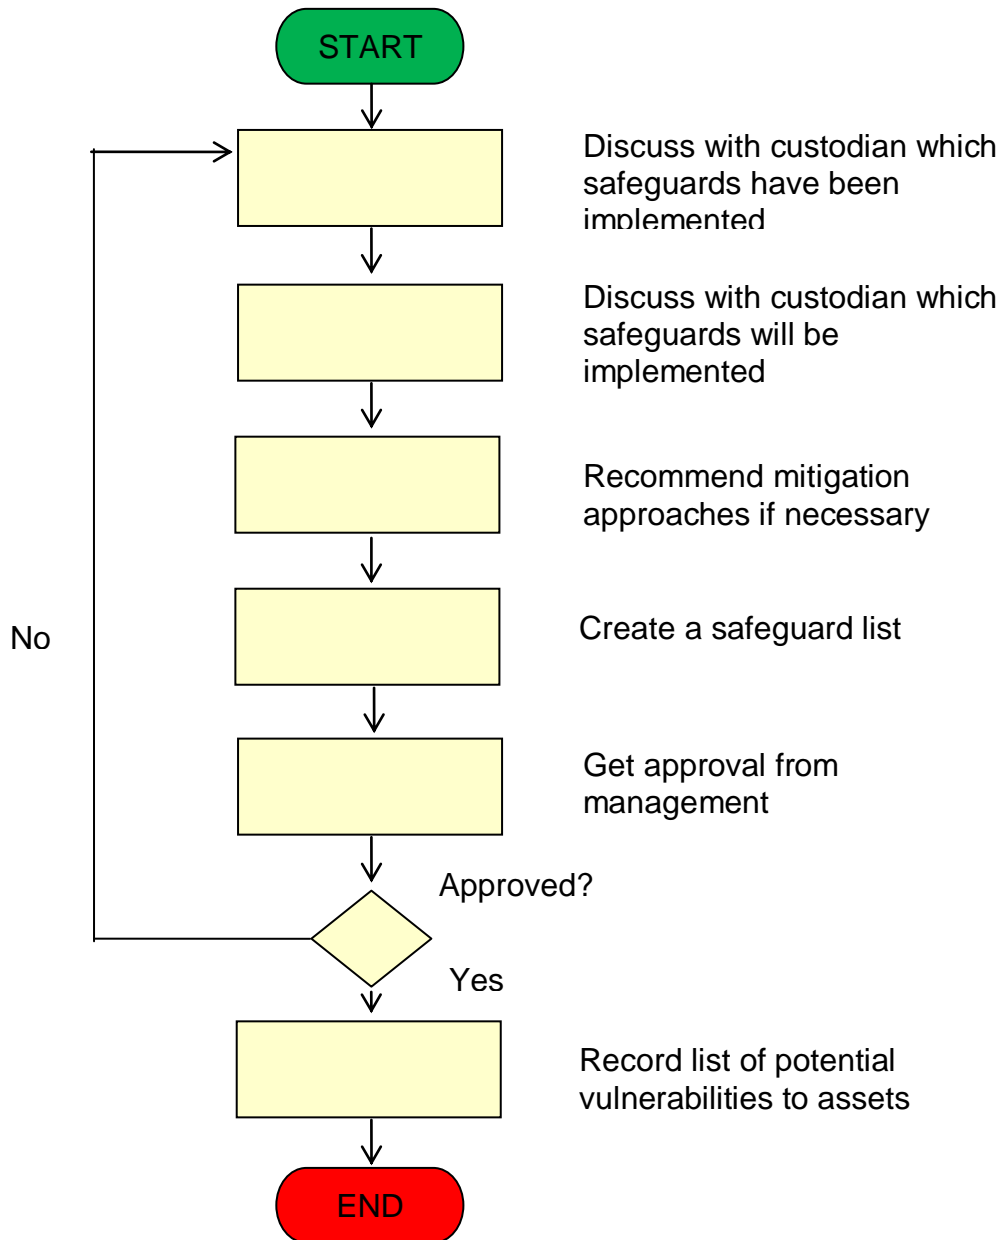 START
Discuss with custodian which
safeguards have been
implemented
Discuss with custodian which
safeguards will be
implemented
Recommend mitigation
approaches if necessary
Create a safeguard list
No
Get approval from
management
Approved?
Yes
Record list of potential
vulnerabilities to assets
END